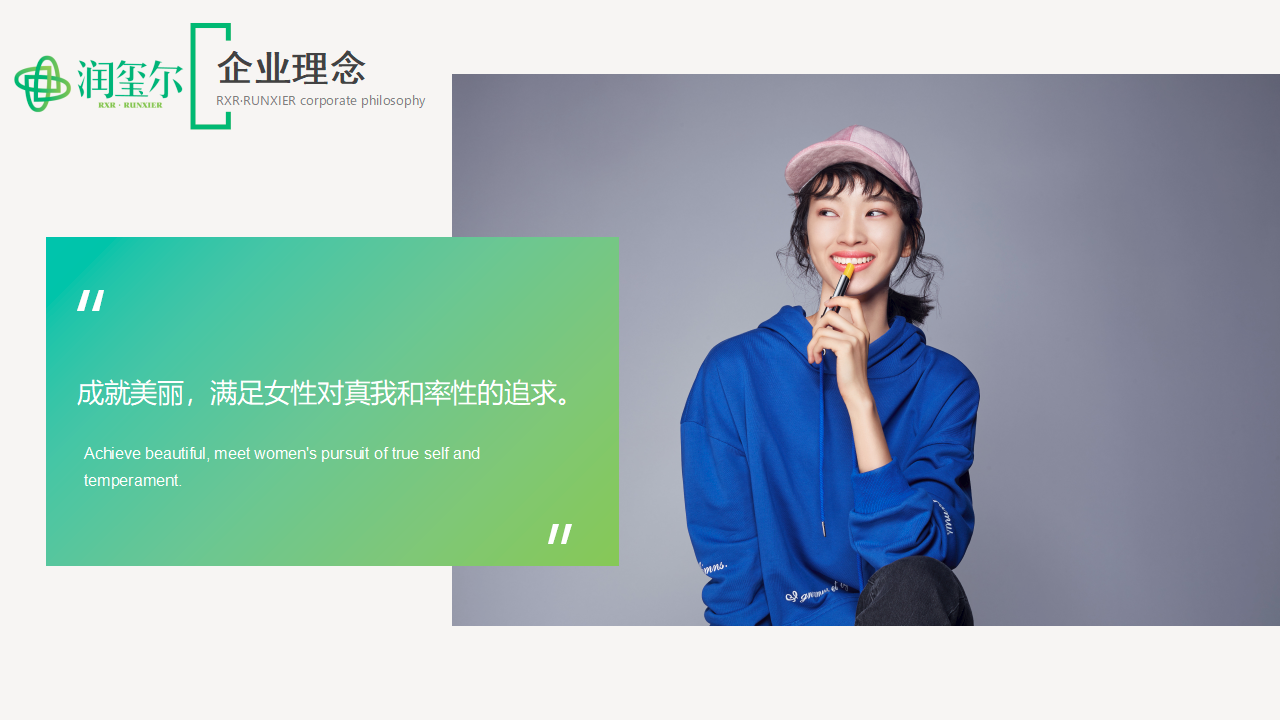 润玺尔
RXR · RUNXIER
企业理念
RXR·RUNXIER corporate philosophy
成就美丽，满足女性对真我和率性的追求。
Achieve beautiful, meet women's pursuit of true self and
temperament.